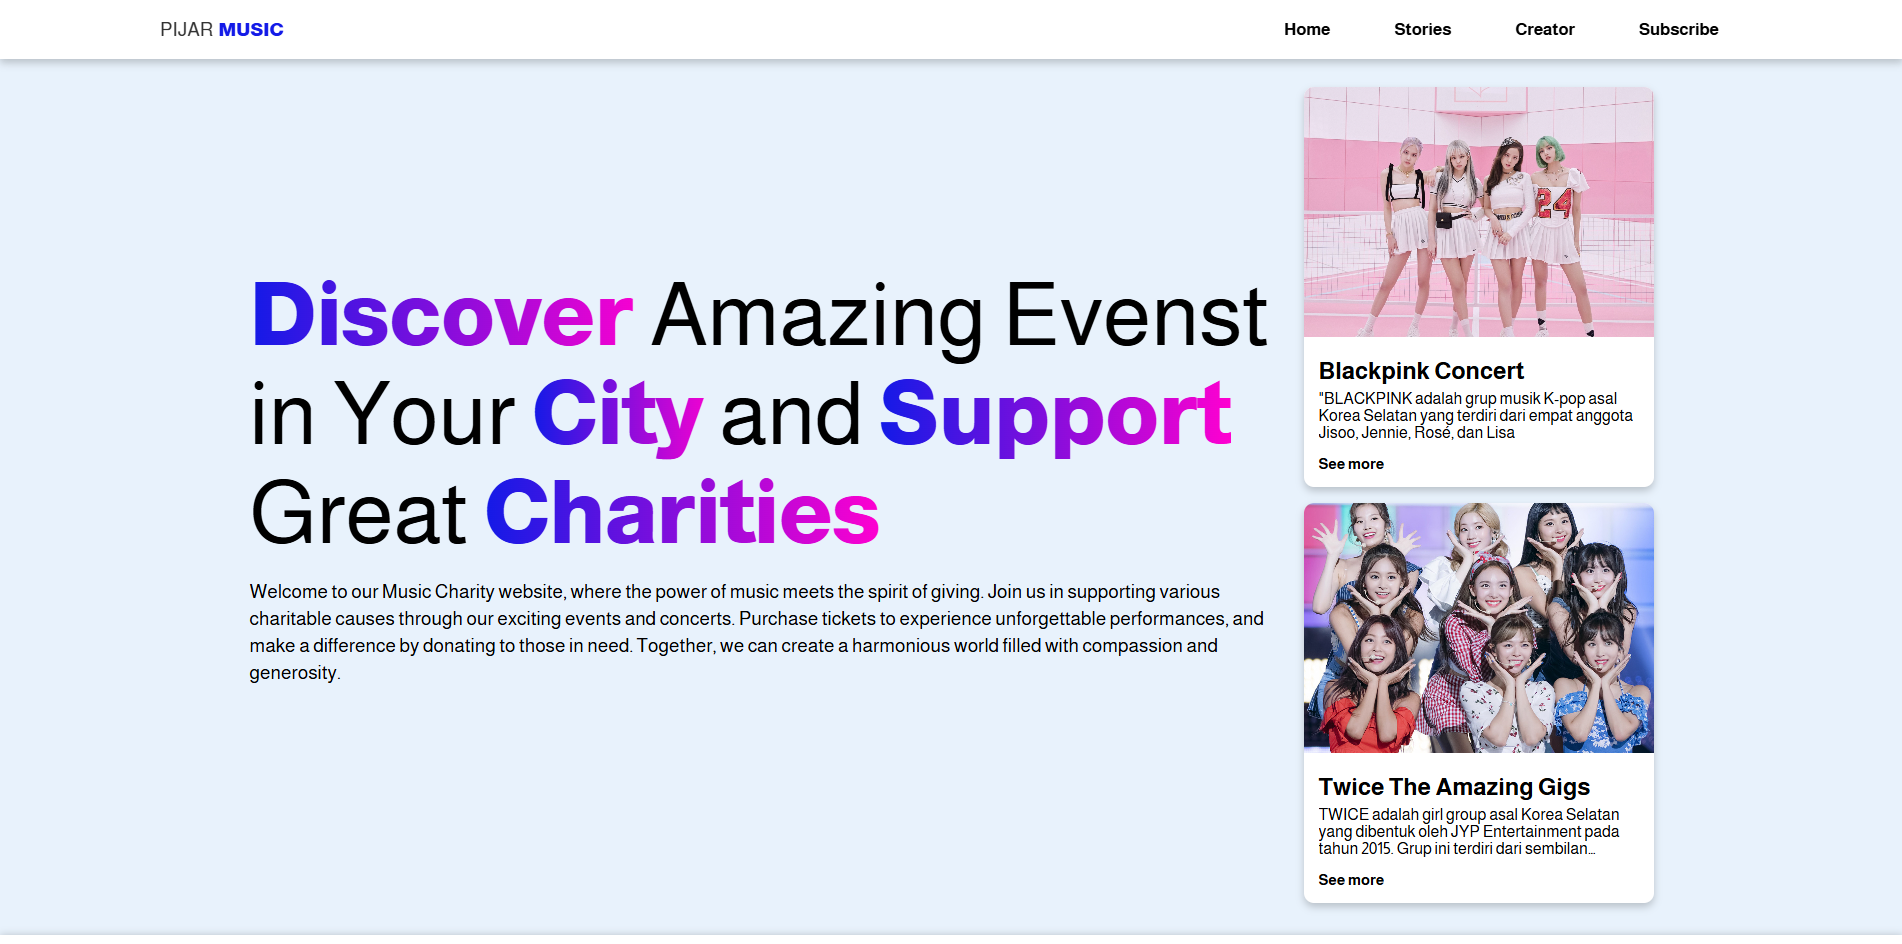 PIJAR MUSIC
Home
Stories
Creator
Subscribe
Discover Amazing Evenst
in Your City and Support
Great Charities
Welcome to our Music Charity website, where the power of music meets the spirit of giving. Join us in supporting various
charitable causes through our exciting events and concerts. Purchase tickets to experience unforgettable performances, and
make a difference by donating to those in need. Together, we can create a harmonious world filled with compassion and
generosity.
24
Blackpink Concert
"BLACKPINK adalah grup musik K-pop asal
Korea Selatan yang terdiri dari empat anggota
Jisoo, Jennie, Rosé, dan Lisa
See more
Twice The Amazing Gigs
TWICE adalah girl group asal Korea Selatan
yang dibentuk oleh JYP Entertainment pada
tahun 2015. Grup ini terdiri dari sembilan...
See more